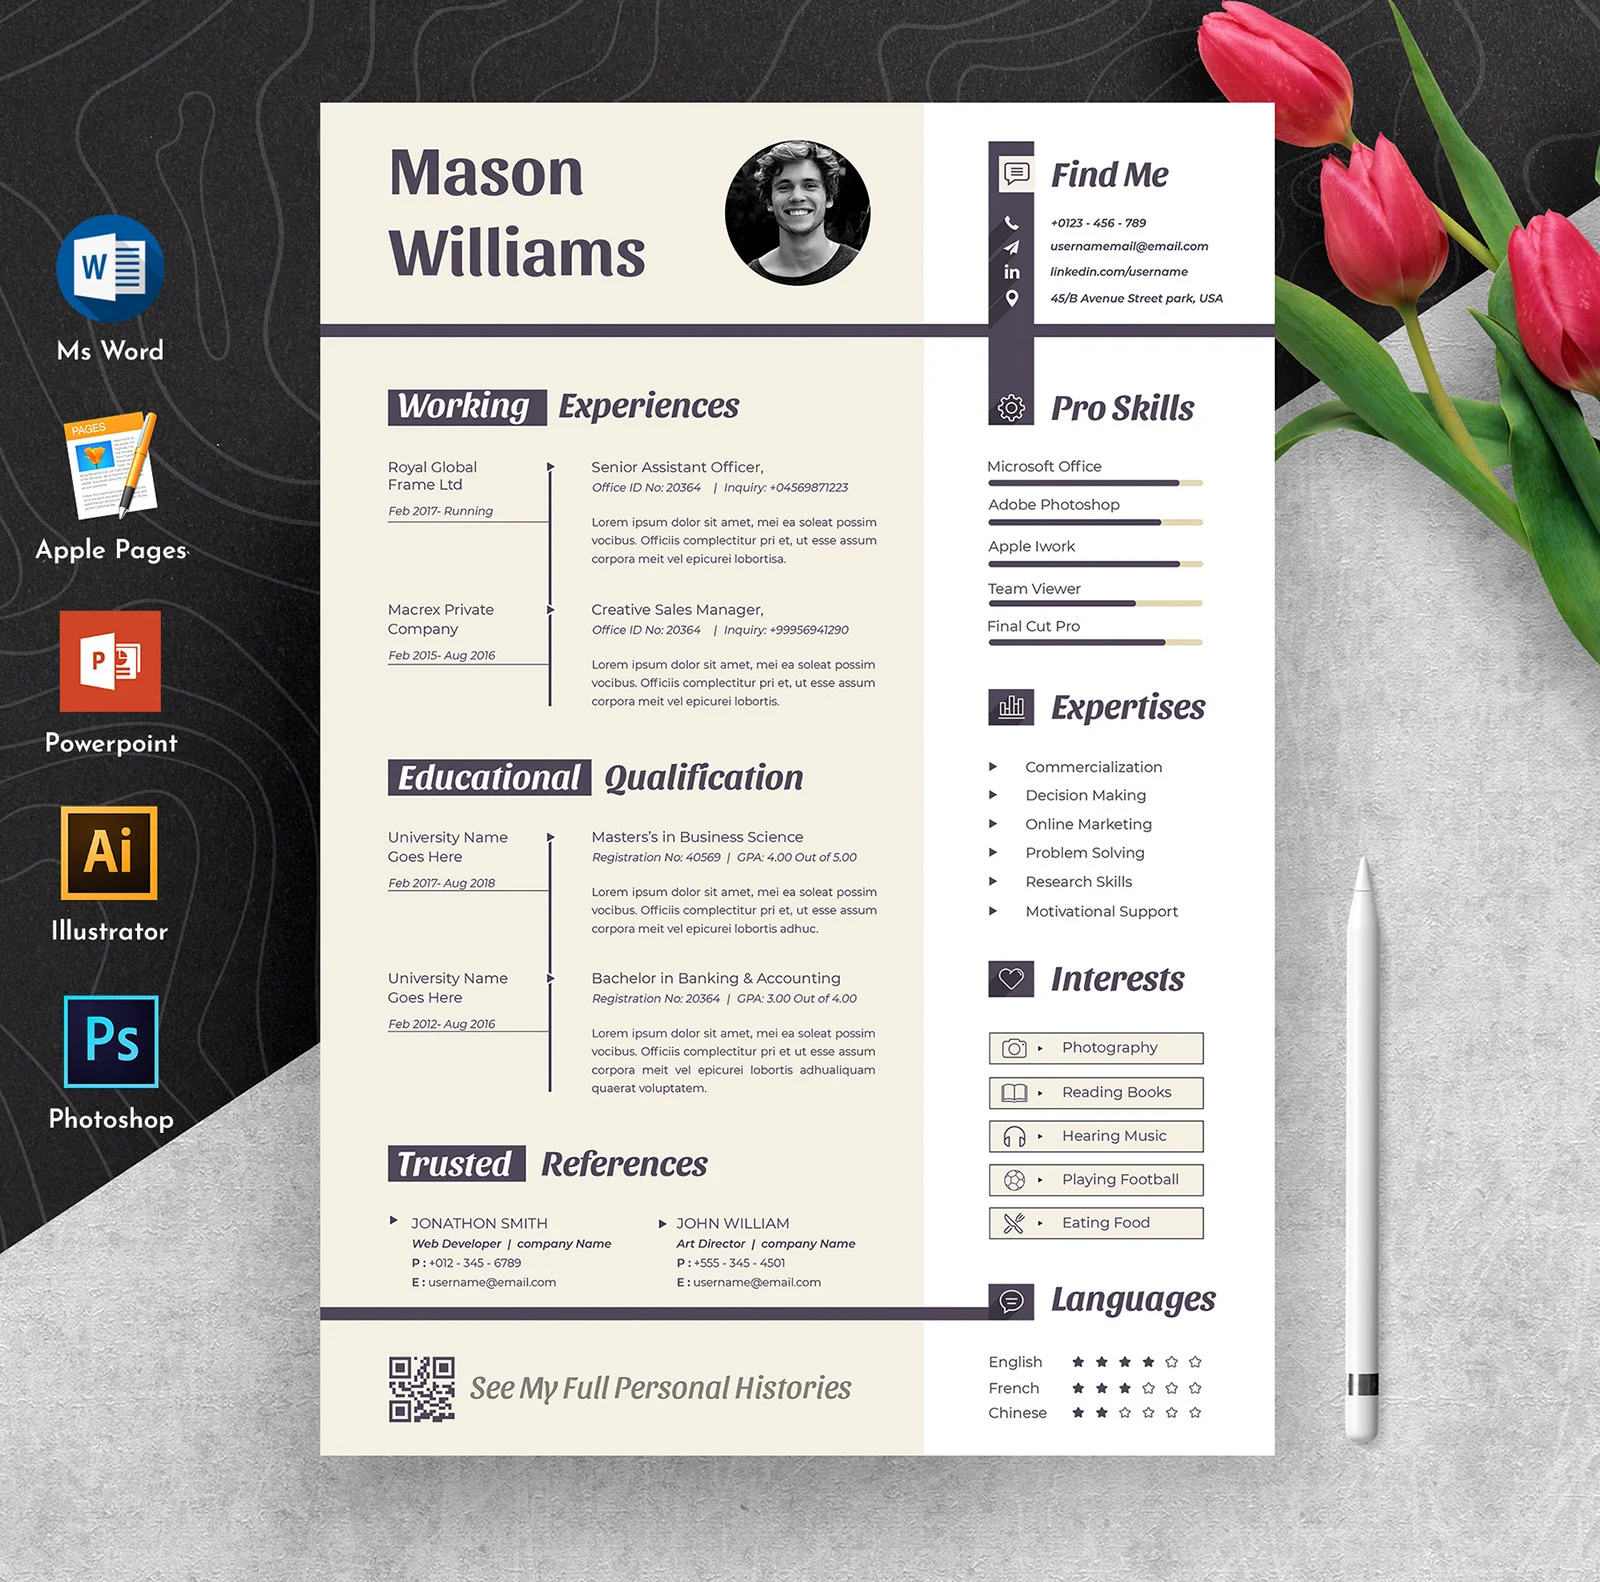 W
Ms Word
PAGES
Apple Pages
P
Powerpoint
Ai
Illustrator
Ps
Photoshop
Mason
Williams
Find Me
+0123 - 456 - 789
usernamemail@email.com
in
linkedin.com/username
45/B Avenue Street park, USA
Working Experiences
Royal Global
Frame Ltd
Feb 2017- Running
Senior Assistant Officer,
Office ID No: 20364 | Inquiry: +04569871223
Lorem ipsum dolor sit amet, mei ea soleat possim
vocibus. Officiis complectitur pri et, ut esse assum
corpora meit vel epicurei lobortisa.
Macrex Private
Company
Feb 2015- Aug 2016
Creative Sales Manager,
Office ID No: 20364 | Inquiry: +99956941290
Lorem ipsum dolor sit amet, mei ea soleat possim
vocibus. Officiis complectitur pri et, ut esse assum
corpora meit vel epicurei lobortis.
Educational Qualification
University Name
Goes Here
Feb 2017- Aug 2018
Masters's in Business Science
Registration No: 40569 | GPA: 4.00 Out of 5.00
Lorem ipsum dolor sit amet, mei ea soleat possim
vocibus. Officiis complectitur pri et, ut esse assum
corpora meit vel epicurei lobortis adhuc.
University Name
Goes Here
Feb 2012- Aug 2016
Bachelor in Banking & Accounting
Registration No: 20364 | GPA: 3.00 Out of 4.00
Lorem ipsum dolor sit amet, mei ea soleat possim
vocibus. Officiis complectitur pri et ut esse assum
corpora meit vel epicurei lobortis adhualiquam
quaerat voluptatem.
Trusted References
JONATHON SMITH
Web Developer | company Name
P : +012 - 345 - 6789
E : username@email.com
JOHN WILLIAM
Art Director | company Name
P : +555 - 345 - 4501
E : username@email.com
See My Full Personal Histories
Pro Skills
Microsoft Office
Adobe Photoshop
Apple Iwork
Team Viewer
Final Cut Pro
Expertises
Commercialization
Decision Making
Online Marketing
Problem Solving
Research Skills
Motivational Support
Interests
Photography
Reading Books
Hearing Music
Playing Football
Eating Food
Languages
English
French
Chinese